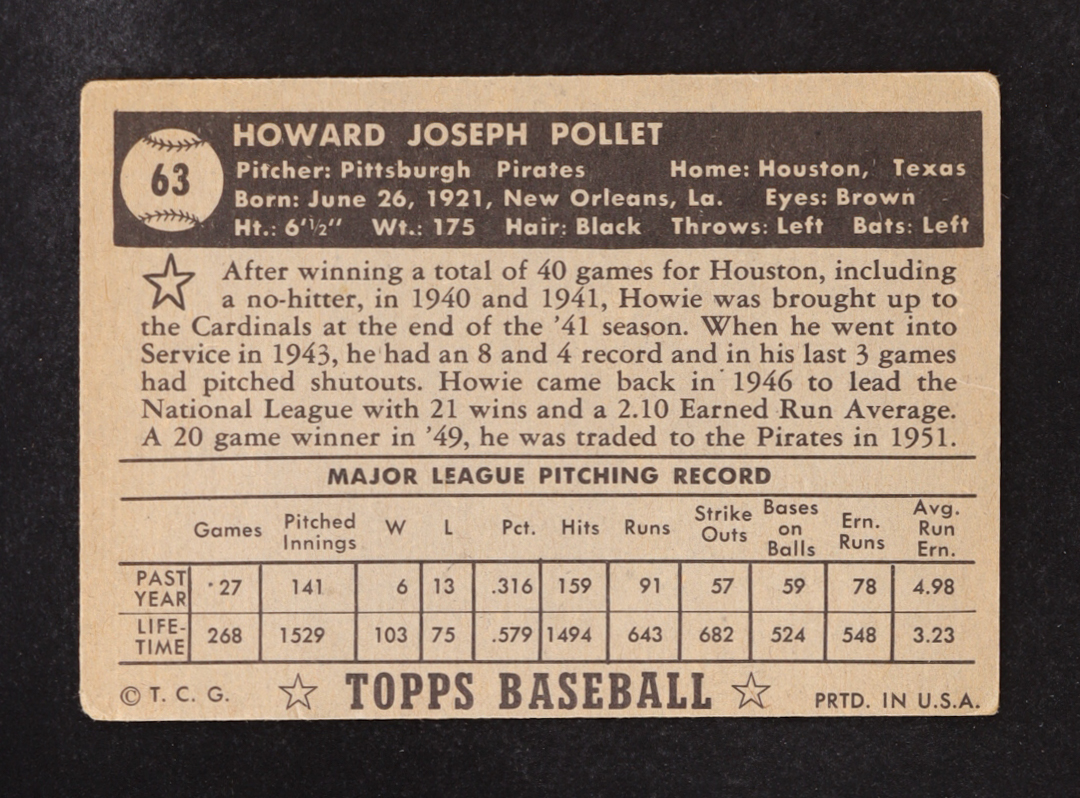 63
HOWARD JOSEPH POLLET
Pitcher: Pittsburgh Pirates Home: Houston, Texas
Born: June 26, 1921, New Orleans, La. Eyes: Brown
Ht.: 6'½" Wt.: 175 Hair: Black Throws: Left Bats: Left
After winning a total of 40 games for Houston, including
a no-hitter, in 1940 and 1941, Howie was brought up to
the Cardinals at the end of the '41 season. When he went into
Service in 1943, he had an 8 and 4 record and in his last 3 games
had pitched shutouts. Howie came back in 1946 to lead the
National League with 21 wins and a 2.10 Earned Run Average.
A 20 game winner in '49, he was traded to the Pirates in 1951.
MAJOR LEAGUE PITCHING RECORD
Games Pitched Innings W L Pct. Hits Runs Strike Outs Bases on Balls Ern. Runs Avg. Run Ern.
PAST YEAR 27 141 6 13 .316 159 91 57 59 78 4.98
LIFE-TIME 268 1529 103 75 .579 1494 643 682 524 548 3.23
© T. C. G. TOPPS BASEBALL PRTD. IN U.S.A.